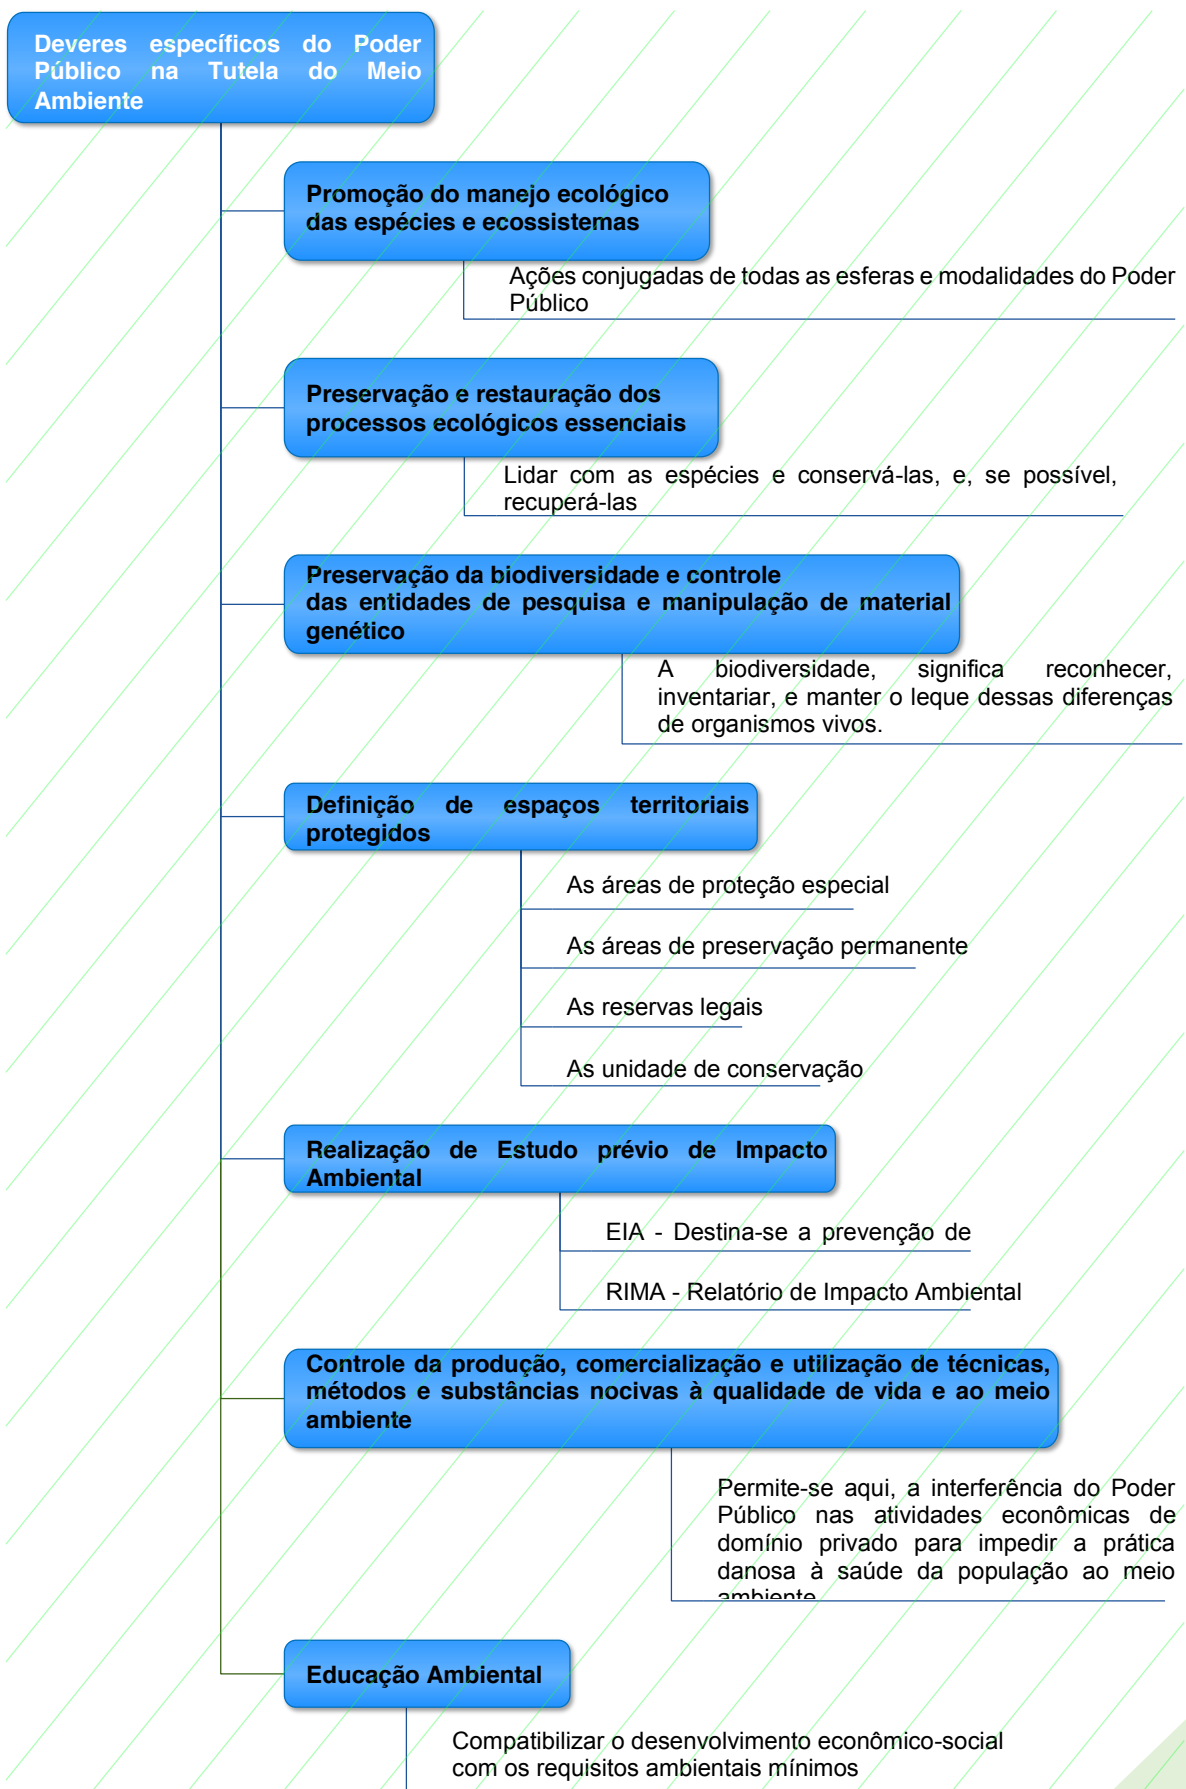 Deveres específicos do Poder
Público na Tutela do Meio
Ambiente
Promoção do manejo ecológico
das espécies e ecossistemas
Ações conjugadas de todas as esferas e modalidades do Poder
Público
Preservação e restauração dos
processos ecológicos essenciais
Lidar com as espécies e conservá-las, e, se possível,
recuperá-las
Preservação da biodiversidade e controle
das entidades de pesquisa e manipulação de material
genético
A biodiversidade, significa reconhecer,
inventariar, e manter o leque dessas diferenças
de organismos vivos.
Definição de espaços territoriais
protegidos
As áreas de proteção especial
As áreas de preservação permanente
As reservas legais
As unidade de conservação
Realização de Estudo prévio de Impacto
Ambiental
EIA - Destina-se a prevenção de
RIMA - Relatório de Impacto Ambiental
Controle da produção, comercialização e utilização de técnicas,
métodos e substâncias nocivas à qualidade de vida e ao meio
ambiente
Permite-se aqui, a interferência do Poder
Público nas atividades econômicas de
domínio privado para impedir a prática
danosa à saúde da população ao meio
ambiente
Educação Ambiental
Compatibilizar o desenvolvimento econômico-social
com os requisitos ambientais mínimos